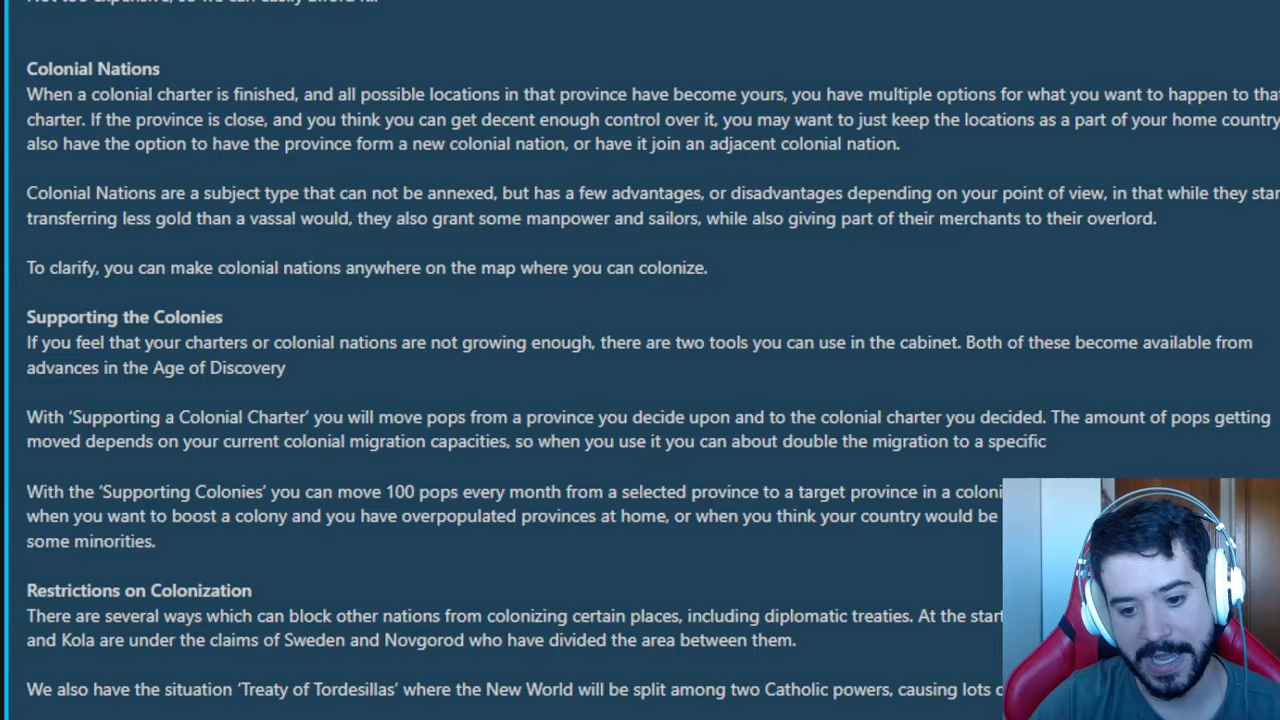 Colonial Nations
When a colonial charter is finished, and all possible locations in that province have become yours, you have multiple options for what you want to happen to that
charter. If the province is close, and you think you can get decent enough control over it, you may want to just keep the locations as a part of your home country
also have the option to have the province form a new colonial nation, or have it join an adjacent colonial nation.
Colonial Nations are a subject type that can not be annexed, but has a few advantages, or disadvantages depending on your point of view, in that while they
transferring less gold than a vassal would, they also grant some manpower and sailors, while also giving part of their merchants to their overlord.
To clarify, you can make colonial nations anywhere on the map where you can colonize.
Supporting the Colonies
If you feel that your charters or colonial nations are not growing enough, there are two tools you can use in the cabinet. Both of these become available from
advances in the Age of Discovery
With ‘Supporting a Colonial Charter’ you will move pops from a province you decide upon and to the colonial charter you decided. The amount of pops getting
moved depends on your current colonial migration capacities, so when you use it you can about double the migration to a specific
With the ‘Supporting Colonies’ you can move 100 pops every month from a selected province to a target province in a
when you want to boost a colony and you have overpopulated provinces at home, or when you think your country would be
some minorities.
Restrictions on Colonization
There are several ways which can block other nations from colonizing certain places, including diplomatic treaties. At the start
and Kola are under the claims of Sweden and Novgorod who have divided the area between them.
We also have the situation ‘Treaty of Tordesillas’ where the New World will be split among two Catholic powers, causing lots